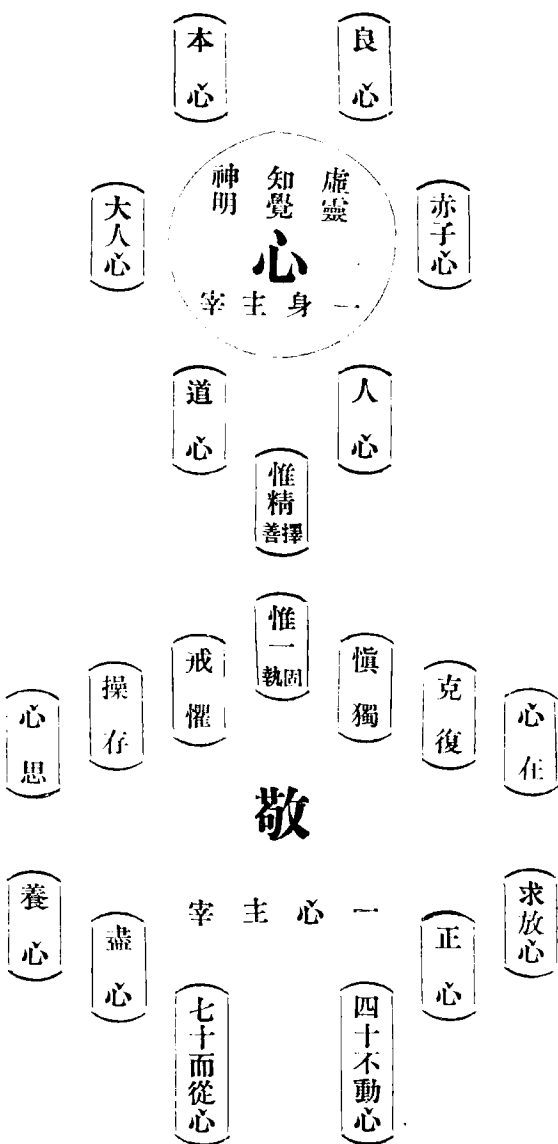 良心
本心
虛靈
知覺
神明
心
一身主宰
赤子心
大人心
人心
道心
惟精
擇善
惟一
固執
愼獨
戒懼
克復
操存
心在
心思
敬
一心主宰
求放心
養心
正心
盡心
四十不動心
七十而從心